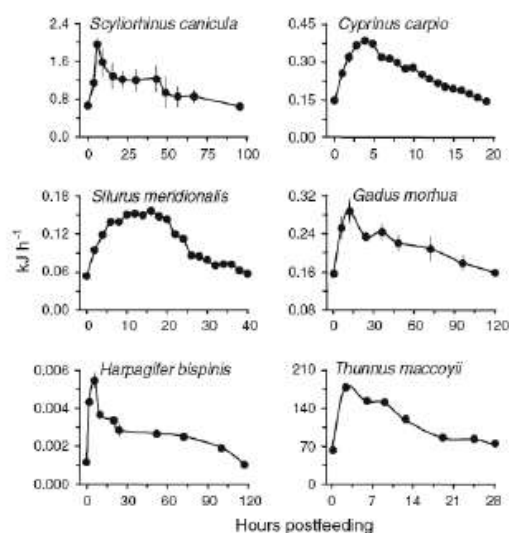 Scyliorhinus canicula
2.4
1.8
1.2
0.6
0.0
0 25 50 75 100
Cyprinus carpio
0.45
0.30
0.15
0.00
0 5 10 15 20
Silurus meridionalis
0.18
0.12
0.06
0.00
0 10 20 30 40
Gadus morhua
0.32
0.24
0.16
0.08
0 30 60 90 120
kJ h⁻¹
Harpagifer bispinis
0.006
0.004
0.002
0.000
0 30 60 90 120
Thunnus maccoyii
210
140
70
0
0 7 14 21 28
Hours postfeeding